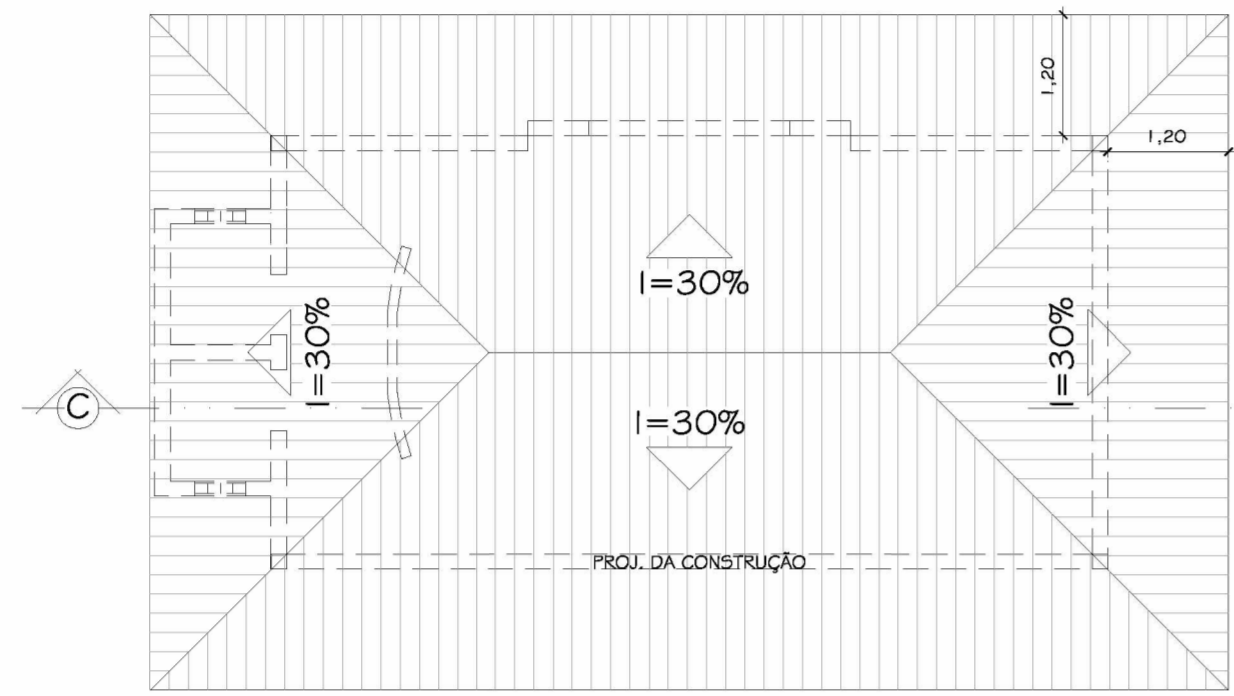 1,20
1,20
I=30%
I=30%
I=30%
C
I=30%
PROJ. DA CONSTRUÇÃO